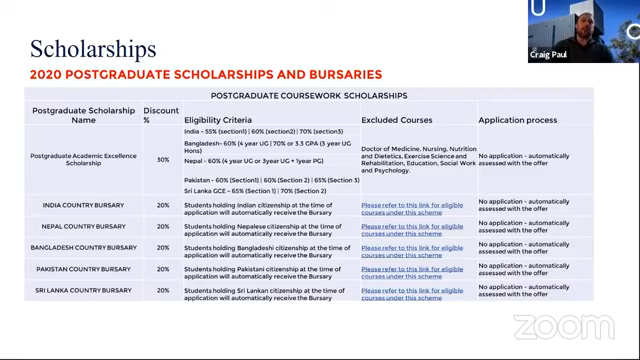 U
C
Craig Paul
Scholarships
2020 POSTGRADUATE SCHOLARSHIPS AND BURSARIES
POSTGRADUATE COURSEWORK SCHOLARSHIPS
Postgraduate Scholarship Name
Discount %
Eligibility Criteria
Excluded Courses
Application process
Postgraduate Academic Excellence Scholarship
30%
India - 55% (section1) | 60% (section2) | 70% (section3)
Bangladesh- 60% (4 year UG | 70% or 3.3 GPA (3 year UG
Hons)
Nepal - 60% (4 year UG or 3year UG + 1year PG)
Pakistan - 60% (Section1) | 60% (Section 2) | 65% (Section 3)
Sri Lanka GCE - 65% (Section 1) | 70% (Section 2)
Doctor of Medicine, Nursing, Nutrition
and Dietetics, Exercise Science and
Rehabilitation, Education, Social Work
and Psychology.
No application - automatically
assessed with the offer
INDIA COUNTRY BURSARY
20%
Students holding Indian citizenship at the time of
application will automatically receive the Bursary
Please refer to this link for eligible
courses under this scheme
No application - automatically
assessed with the offer
NEPAL COUNTRY BURSARY
20%
Students holding Nepalese citizenship at the time of
application will automatically receive the Bursary
Please refer to this link for eligible
courses under this scheme
No application - automatically
assessed with the offer
BANGLADESH COUNTRY BURSARY
20%
Students holding Bangladeshi citizenship at the time of
application will automatically receive the Bursary
Please refer to this link for eligible
courses under this scheme
No application - automatically
assessed with the offer
PAKISTAN COUNTRY BURSARY
20%
Students holding Pakistani citizenship at the time of
application will automatically receive the Bursary
Please refer to this link for eligible
courses under this scheme
No application - automatically
assessed with the offer
SRI LANKA COUNTRY BURSARY
20%
Students holding Sri Lankan citizenship at the time of
application will automatically receive the Bursary
Please refer to this link for eligible
courses under this scheme
No application - automatically
assessed with the offer
zoom